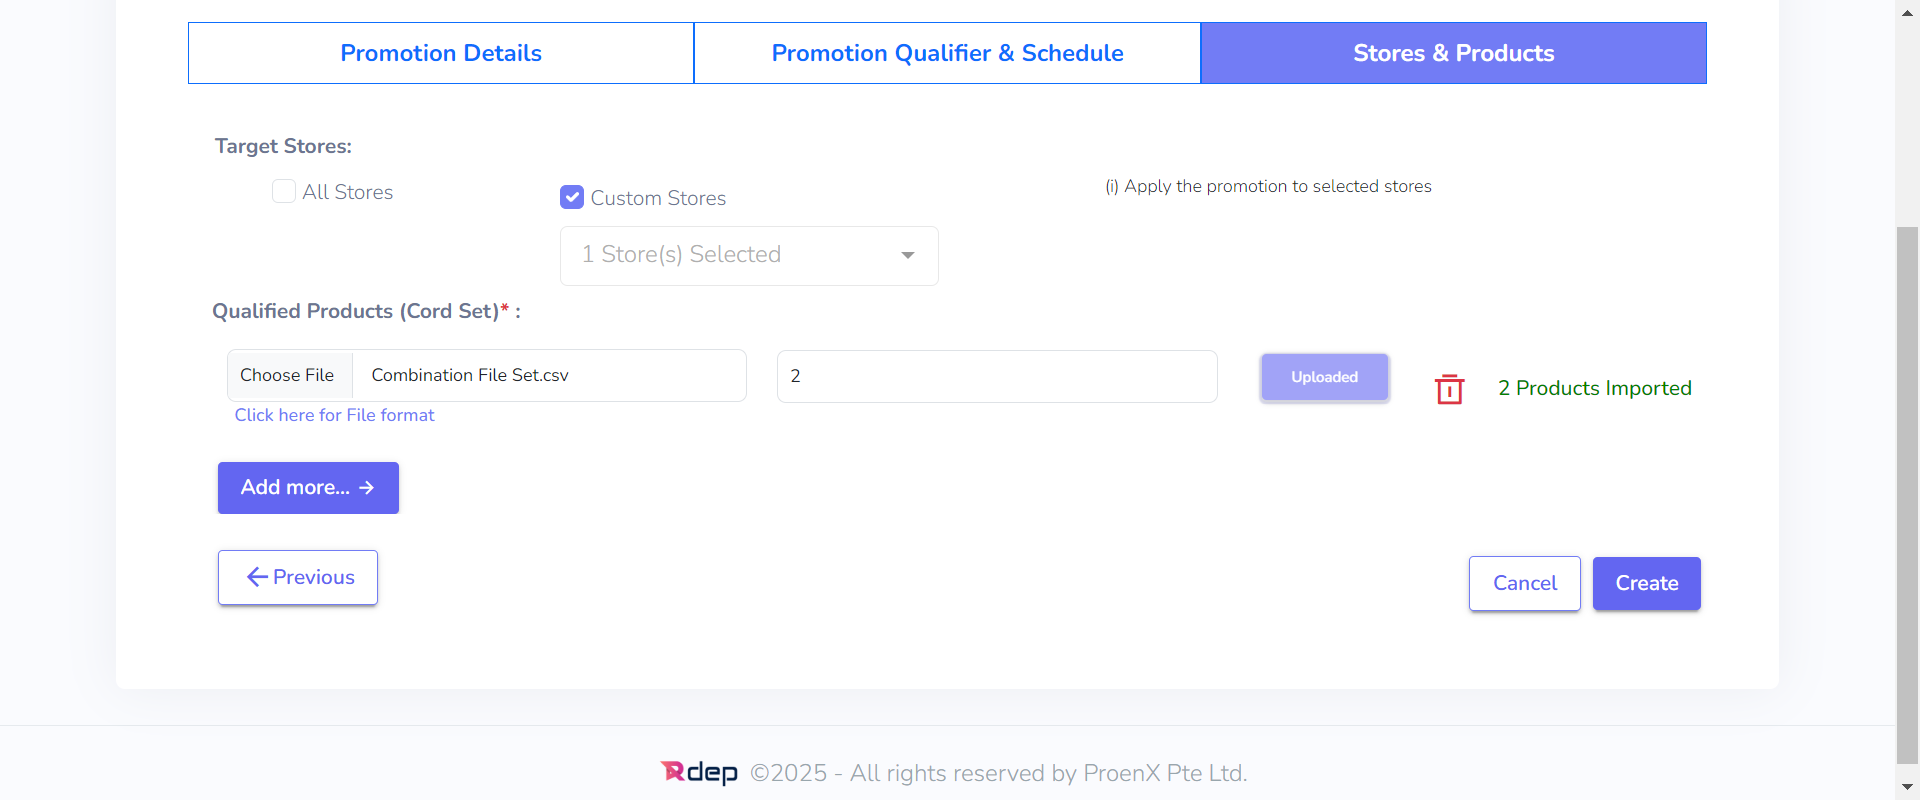 Promotion Details
Promotion Qualifier & Schedule
Stores & Products
Target Stores:
All Stores
Custom Stores
(i) Apply the promotion to selected stores
1 Store(s) Selected
Qualified Products (Cord Set)* :
Choose File
Combination File Set.csv
2
Uploaded
2 Products Imported
Click here for File format
Add more... →
Previous
Cancel
Create
Rdep ©2025 - All rights reserved by ProenX Pte Ltd.